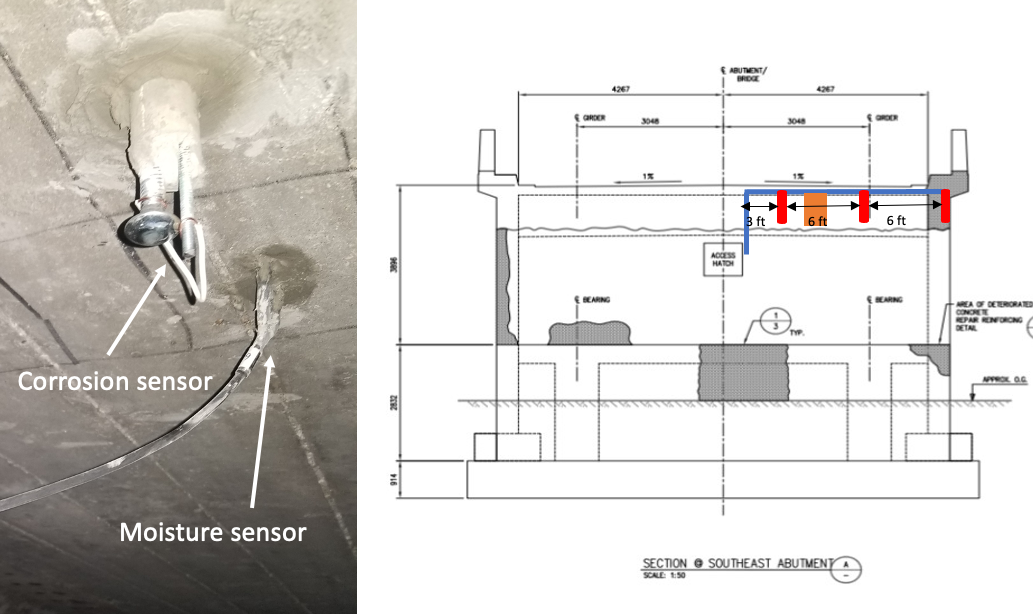 Corrosion sensor
Moisture sensor
℄ ABUTMENT/
BRIDGE
4267
4267
℄ GIRDER
3048
3048
℄ GIRDER
1%
1%
3 ft
6 ft
6 ft
ACCESS
HATCH
3896
℄ BEARING
℄ BEARING
1
3
TYP.
AREA OF DETERIORATED
CONCRETE
REPAIR REINFORCING
DETAIL
APPROX. O.G.
2832
914
SECTION @ SOUTHEAST ABUTMENT
A
–
SCALE: 1:50